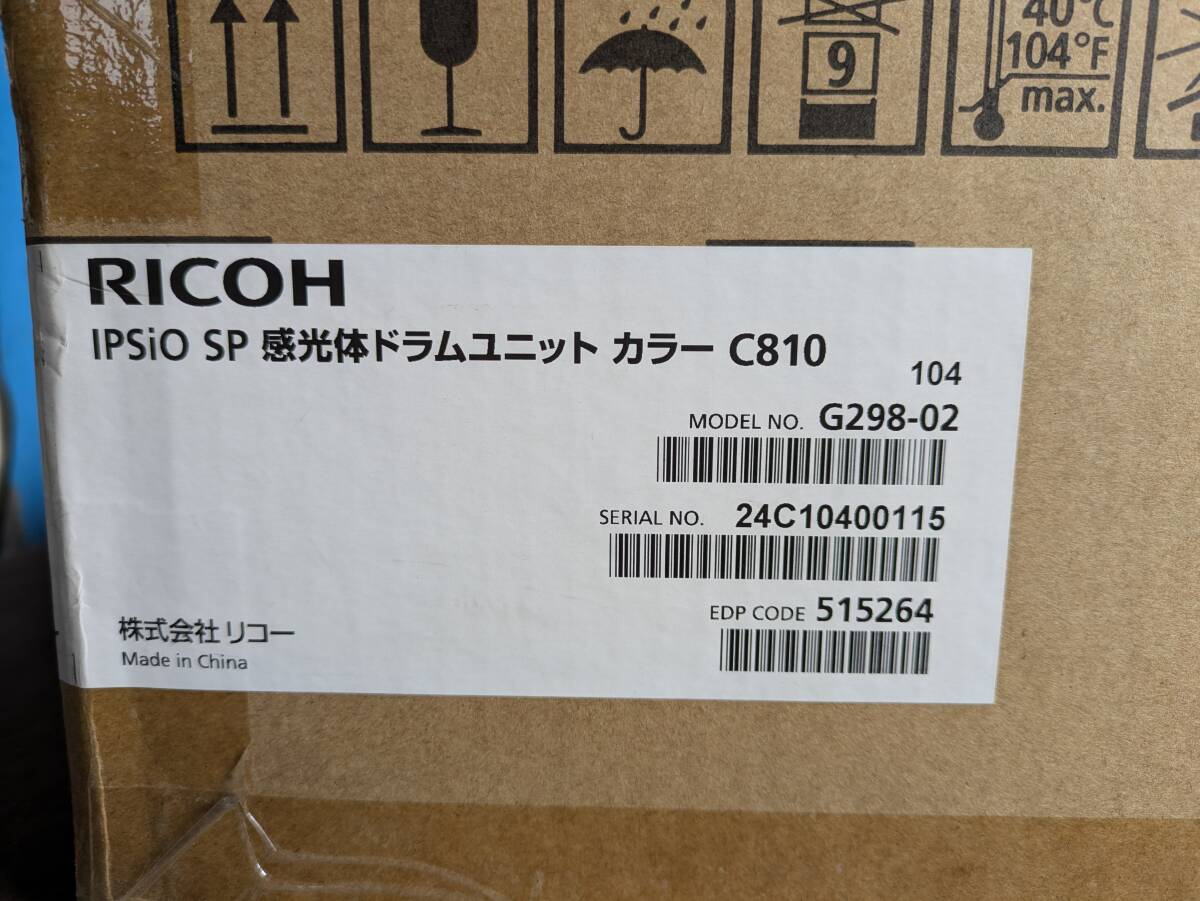 40°C
104°F
max.
9
RICOH
IPSiO SP 感光体ドラムユニット カラー C810
104
MODEL NO. G298-02
SERIAL NO. 24C10400115
EDP CODE 515264
株式会社 リコー
Made in China